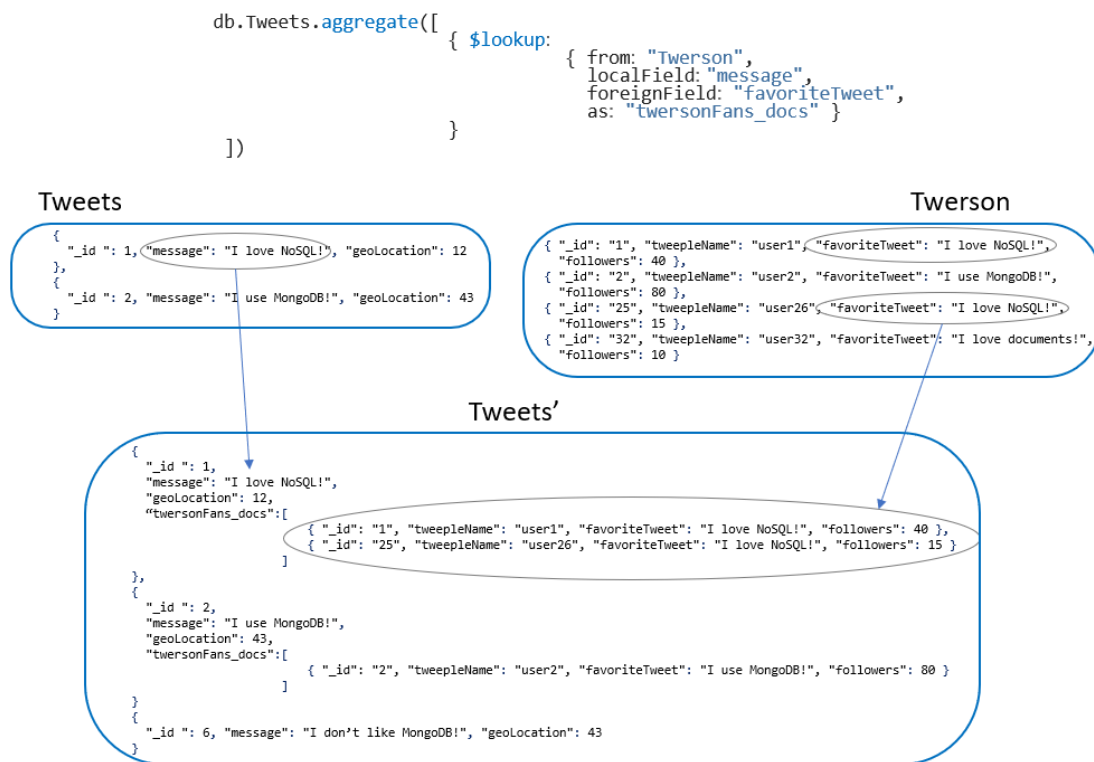 db.Tweets.aggregate([
{ $lookup:
{ from: "Twerson",
localField: "message",
foreignField: "favoriteTweet",
as: "twersonFans_docs" }
}
])
Tweets
{
"_id ": 1, "message": "I love NoSQL!", "geoLocation": 12
},
{
"_id ": 2, "message": "I use MongoDB!", "geoLocation": 43
}
Twerson
{ "_id": "1", "tweepleName": "user1", "favoriteTweet": "I love NoSQL!",
"followers": 40 },
{ "_id": "2", "tweepleName": "user2", "favoriteTweet": "I use MongoDB!",
"followers": 80 },
{ "_id": "25", "tweepleName": "user26", "favoriteTweet": "I love NoSQL!",
"followers": 15 },
{ "_id": "32", "tweepleName": "user32", "favoriteTweet": "I love documents!",
"followers": 10 }
Tweets’
{
"_id ": 1,
"message": "I love NoSQL!",
"geoLocation": 12,
“twersonFans_docs":[
{ "_id": "1", "tweepleName": "user1", "favoriteTweet": "I love NoSQL!", "followers": 40 },
{ "_id": "25", "tweepleName": "user26", "favoriteTweet": "I love NoSQL!", "followers": 15 }
]
},
{
"_id ": 2,
"message": "I use MongoDB!",
"geoLocation": 43,
"twersonFans_docs":[
{ "_id": "2", "tweepleName": "user2", "favoriteTweet": "I use MongoDB!", "followers": 80 }
]
}
{
"_id ": 6, "message": "I don’t like MongoDB!", "geoLocation": 43
}